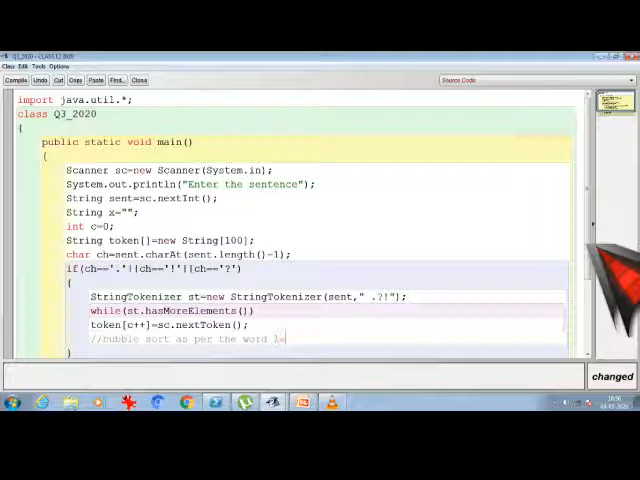 Q3_2020 - CLASS 12 2020
Class Edit Tools Options
Compile Undo Cut Copy Paste Find... Close Source Code
import java.util.*;
class Q3_2020
{
public static void main()
{
Scanner sc=new Scanner(System.in);
System.out.println("Enter the sentence");
String sent=sc.nextInt();
String x="";
int c=0;
String token[]=new String[100];
char ch=sent.charAt(sent.length()-1);
if(ch=='.'||ch=='!'||ch=='?')
{
StringTokenizer st=new StringTokenizer(sent," .?!");
while(st.hasMoreElements())
token[c++]=sc.nextToken();
//bubble sort as per the word l=
}
changed